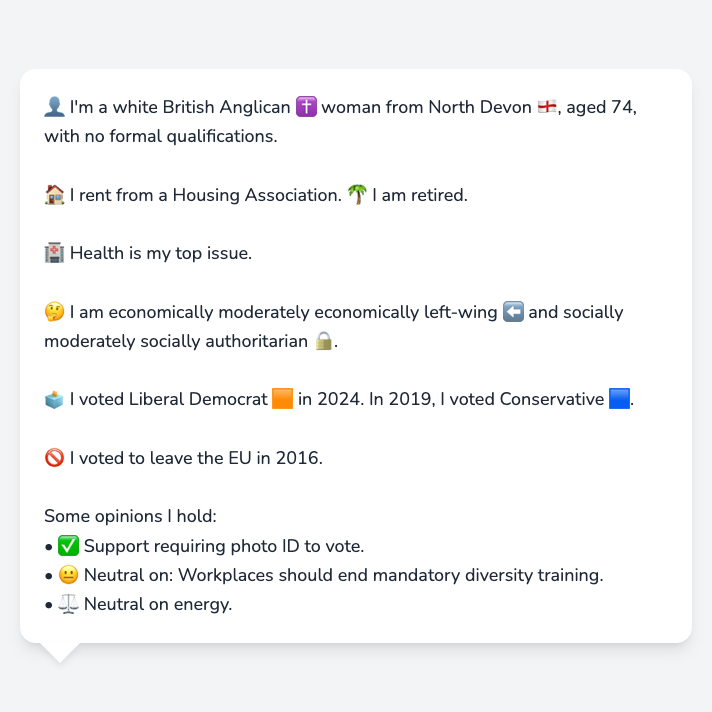 👤 I'm a white British Anglican ✝️ woman from North Devon 🏴󠁧󠁢󠁥󠁮󠁧󠁿, aged 74,
with no formal qualifications.
🏠 I rent from a Housing Association. 🌴 I am retired.
🏥 Health is my top issue.
🤔 I am economically moderately economically left-wing ⬅️ and socially
moderately socially authoritarian 🔒.
🗳️ I voted Liberal Democrat 🟧 in 2024. In 2019, I voted Conservative 🟦.
🚫 I voted to leave the EU in 2016.
Some opinions I hold:
• ✅ Support requiring photo ID to vote.
• 😐 Neutral on: Workplaces should end mandatory diversity training.
• ⚖️ Neutral on energy.